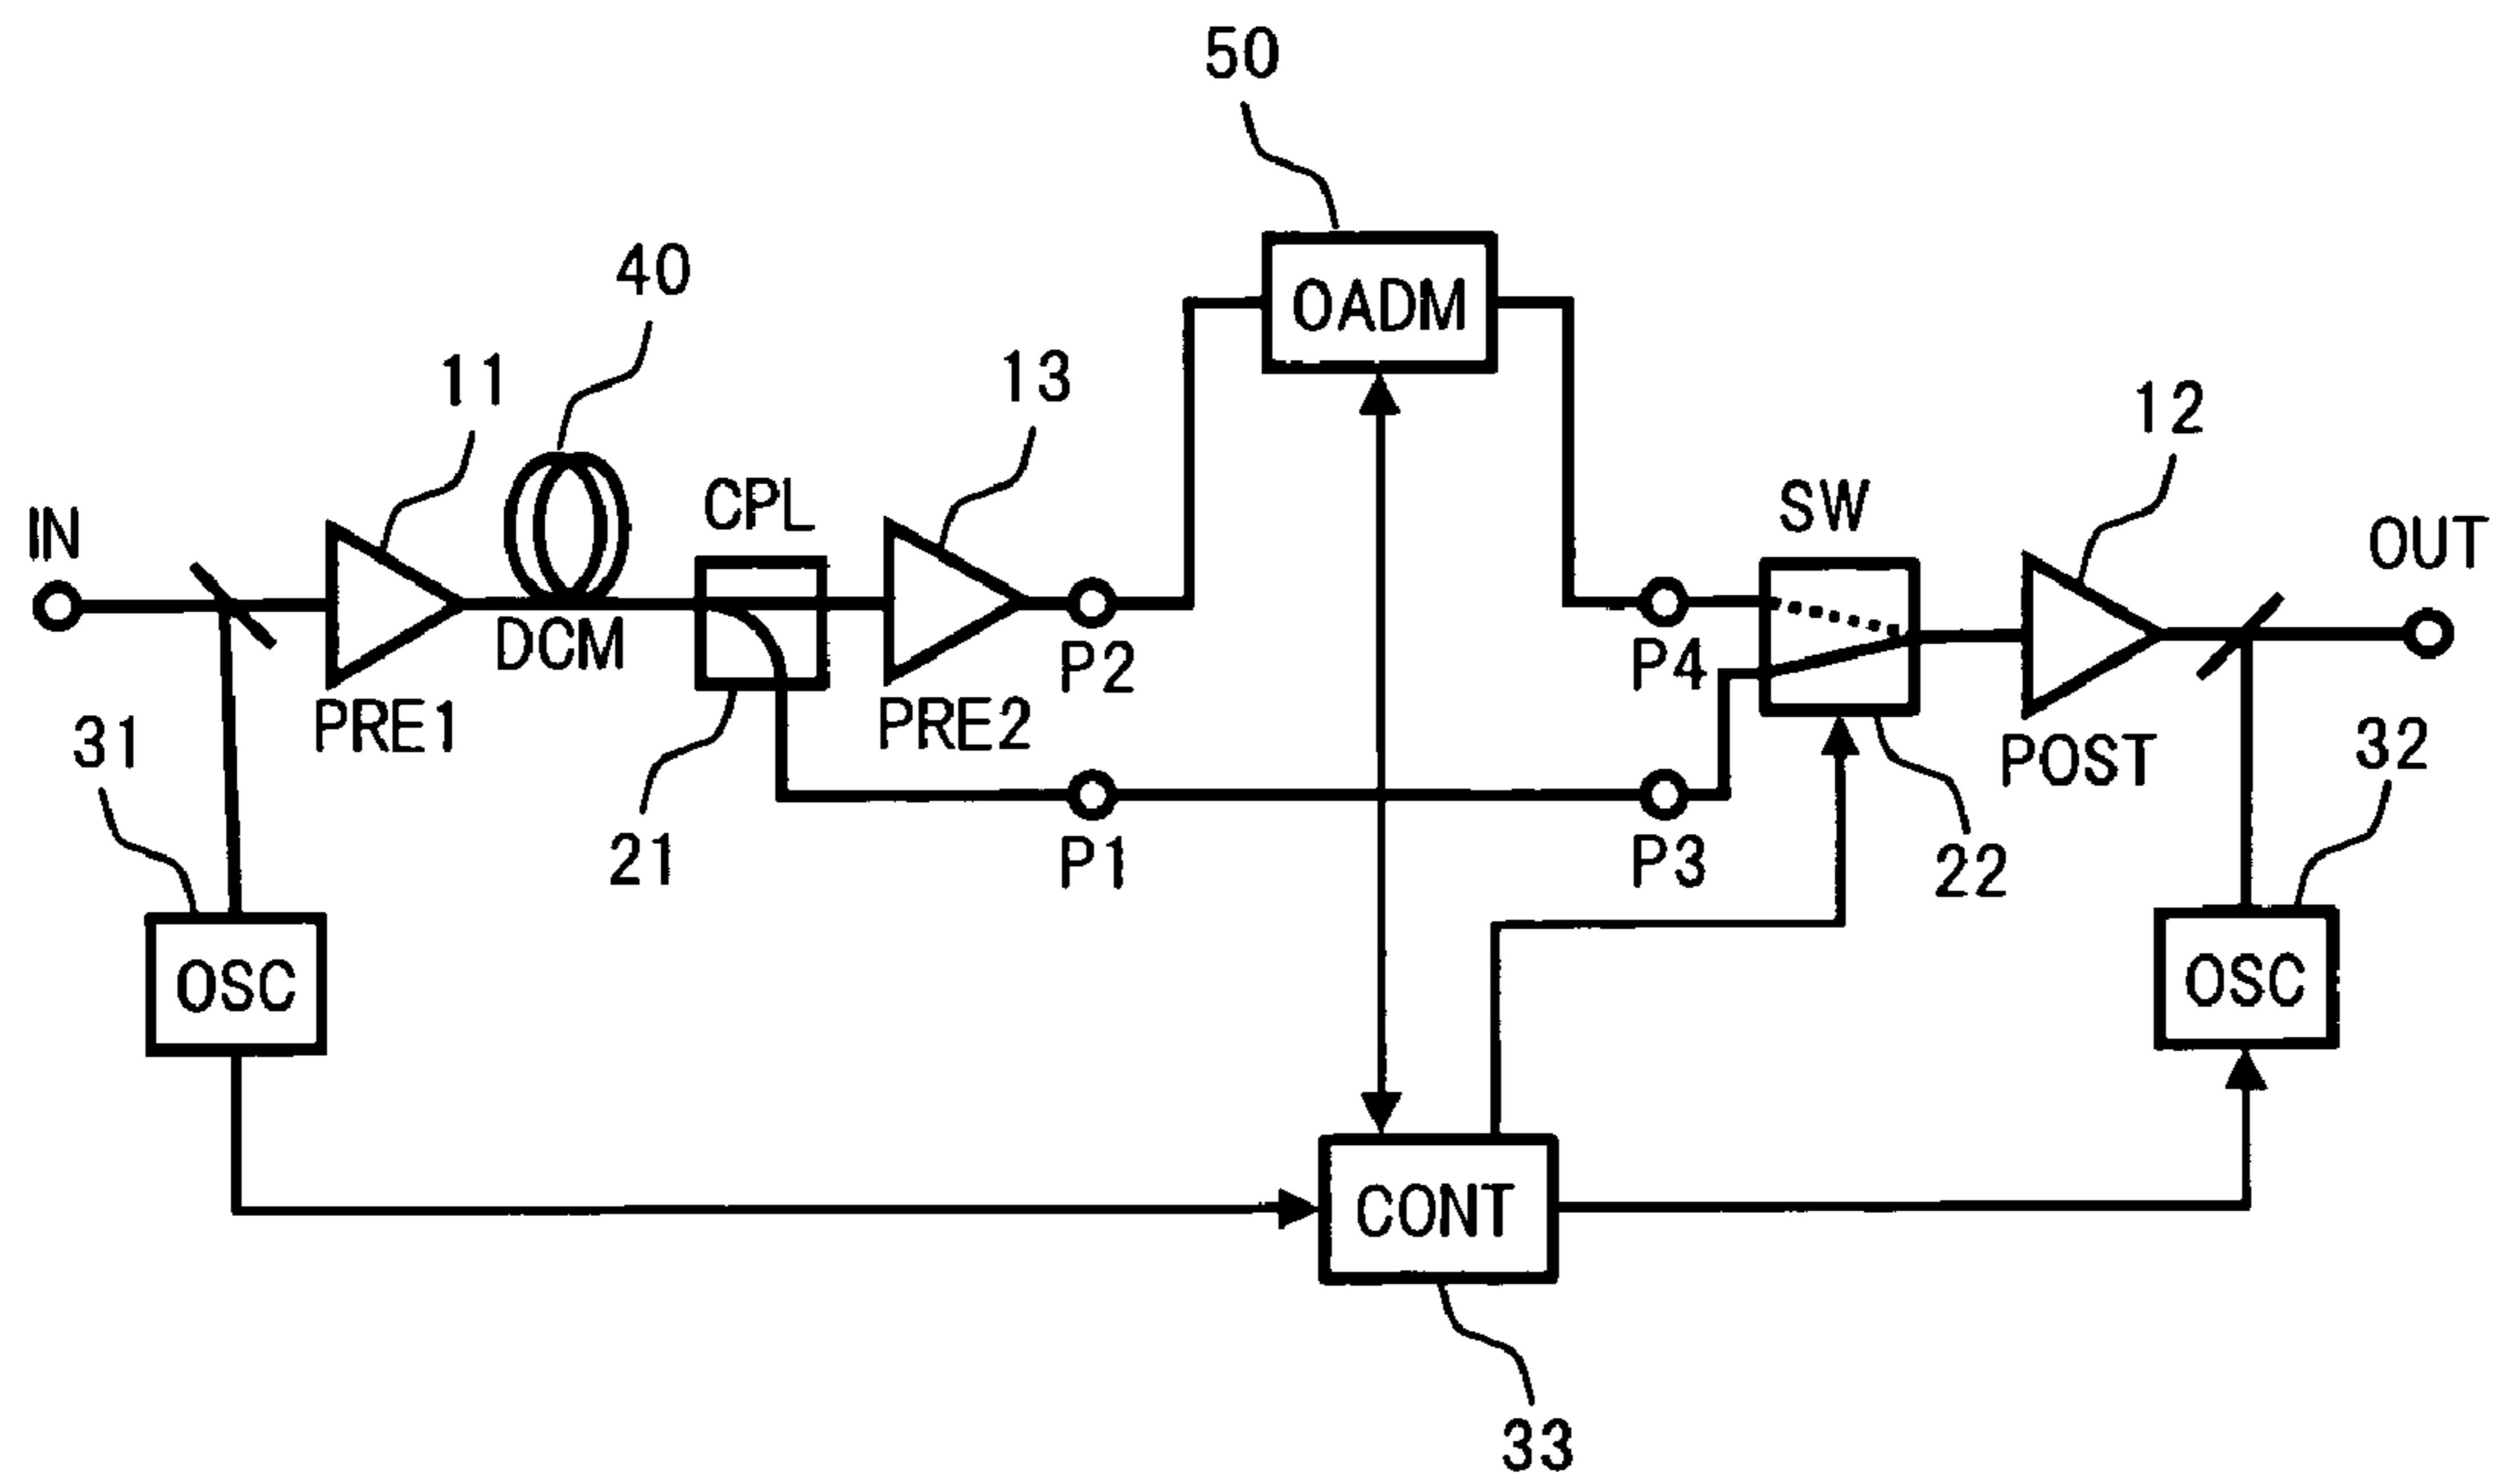 50
40
11
13
OADM
12
CPL
SW
IN
OUT
DCM
P2
P4
PRE1
PRE2
31
POST
32
21
P1
P3
22
OSC
OSC
CONT
33